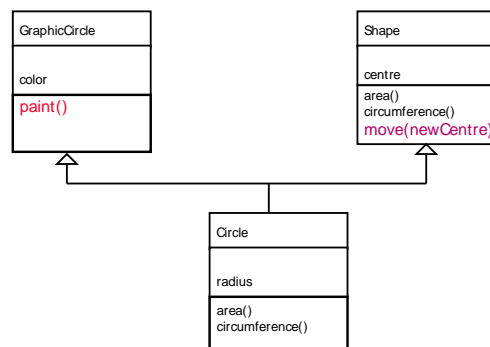 GraphicCircle
color
paint()
Shape
centre
area()
circumference()
move(newCentre)
Circle
radius
area()
circumference()